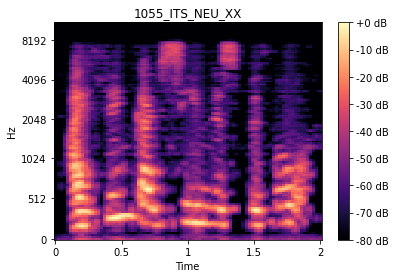 1055_ITS_NEU_XX
Hz
8192
4096
2048
1024
512
0
0 0.5 1 1.5 2
Time
+0 dB
-10 dB
-20 dB
-30 dB
-40 dB
-50 dB
-60 dB
-70 dB
-80 dB